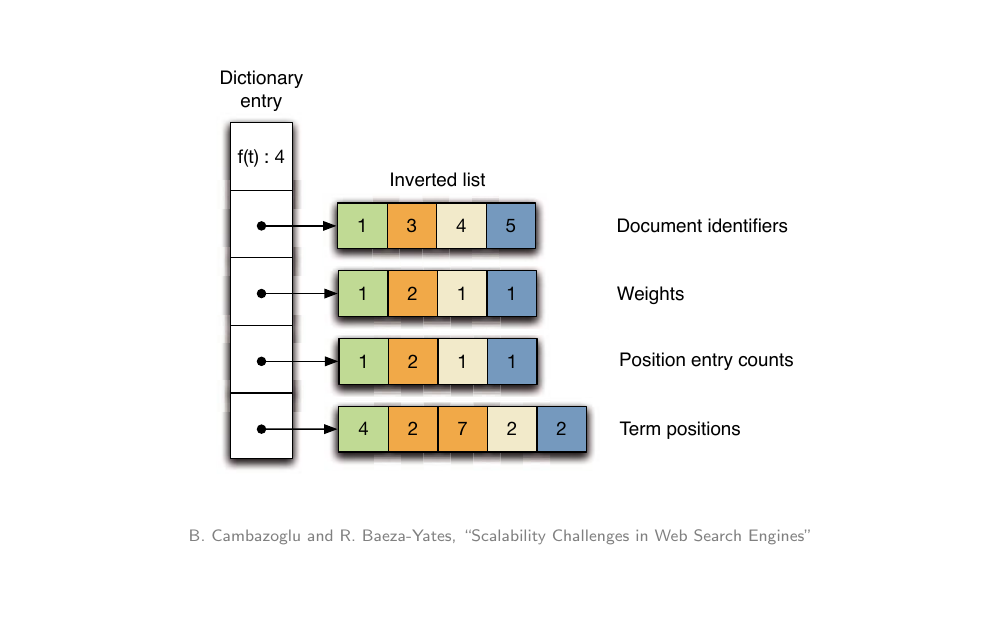 Dictionary
entry
f(t) : 4
Inverted list
1 3 4 5 Document identifiers
1 2 1 1 Weights
1 2 1 1 Position entry counts
4 2 7 2 2 Term positions
B. Cambazoglu and R. Baeza-Yates, “Scalability Challenges in Web Search Engines”